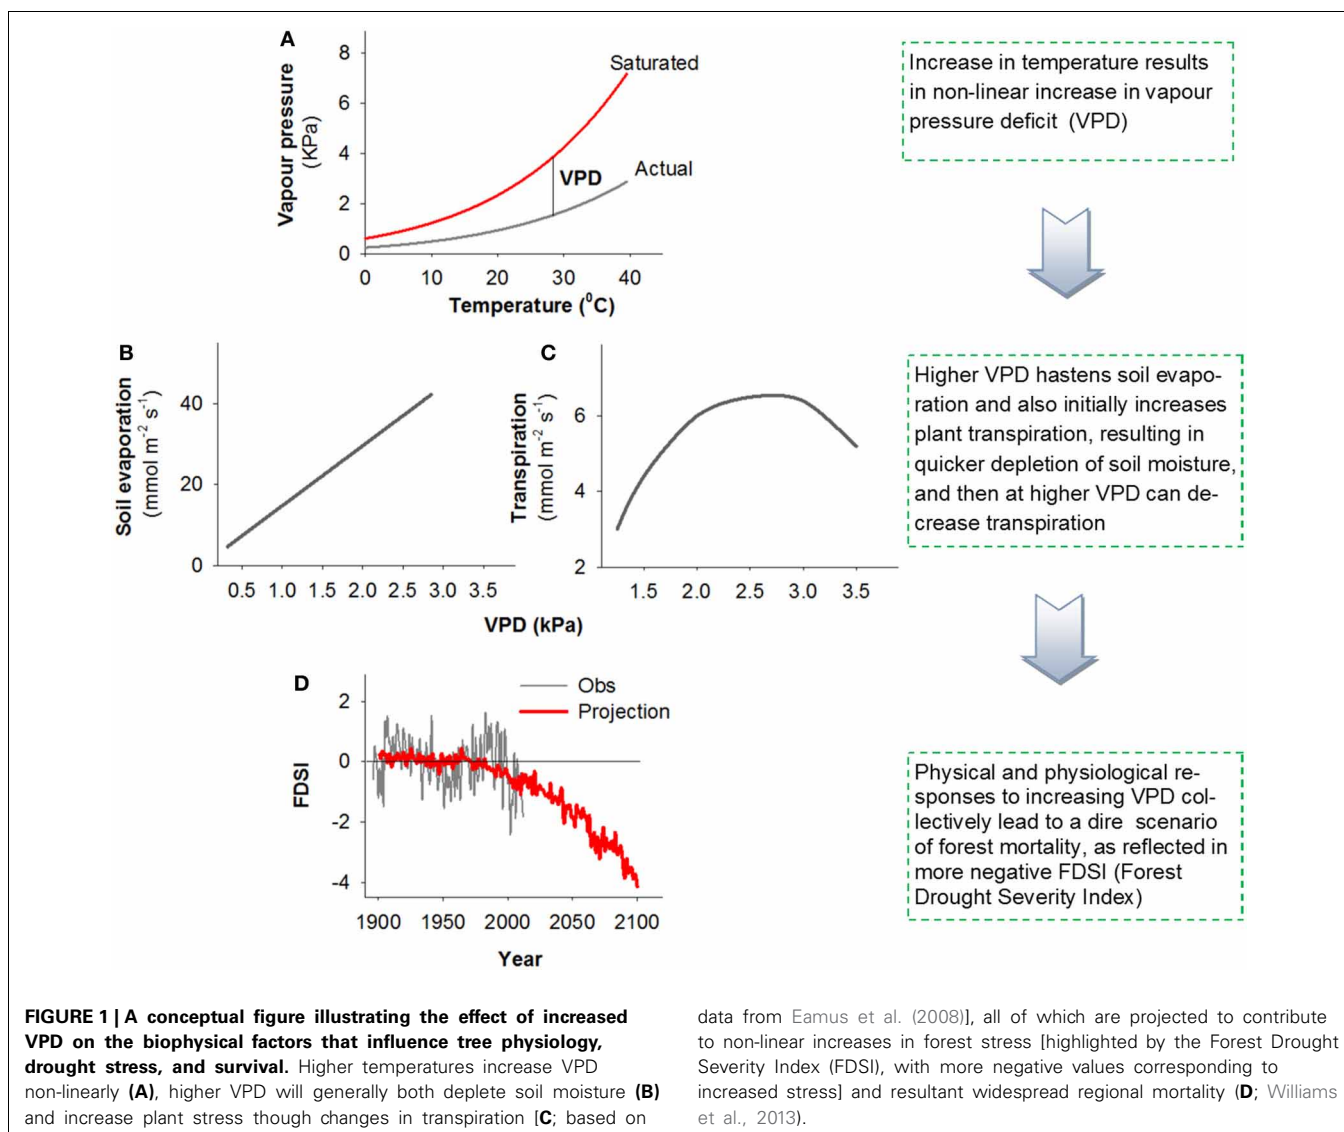 A
Vapour pressure
(KPa)
8
6
4
2
0
Saturated
Actual
VPD
0 10 20 30 40
Temperature (⁰C)
Increase in temperature results
in non-linear increase in vapour
pressure deficit (VPD)
B
Soil evaporation
(mmol m⁻² s⁻¹)
40
20
0
0.5 1.0 1.5 2.0 2.5 3.0 3.5
C
Transpiration
(mmol m⁻² s⁻¹)
6
4
2
1.5 2.0 2.5 3.0 3.5
VPD (kPa)
Higher VPD hastens soil evapo-
ration and also initially increases
plant transpiration, resulting in
quicker depletion of soil moisture,
and then at higher VPD can de-
crease transpiration
D
Obs
Projection
FDSI
2
0
-2
-4
1900 1950 2000 2050 2100
Year
Physical and physiological re-
sponses to increasing VPD col-
lectively lead to a dire scenario
of forest mortality, as reflected in
more negative FDSI (Forest
Drought Severity Index)
FIGURE 1 | A conceptual figure illustrating the effect of increased
VPD on the biophysical factors that influence tree physiology,
drought stress, and survival. Higher temperatures increase VPD
non-linearly (A), higher VPD will generally both deplete soil moisture (B)
and increase plant stress though changes in transpiration [C; based on
data from Eamus et al. (2008)], all of which are projected to contribute
to non-linear increases in forest stress [highlighted by the Forest Drought
Severity Index (FDSI), with more negative values corresponding to
increased stress] and resultant widespread regional mortality (D; Williams
et al., 2013).